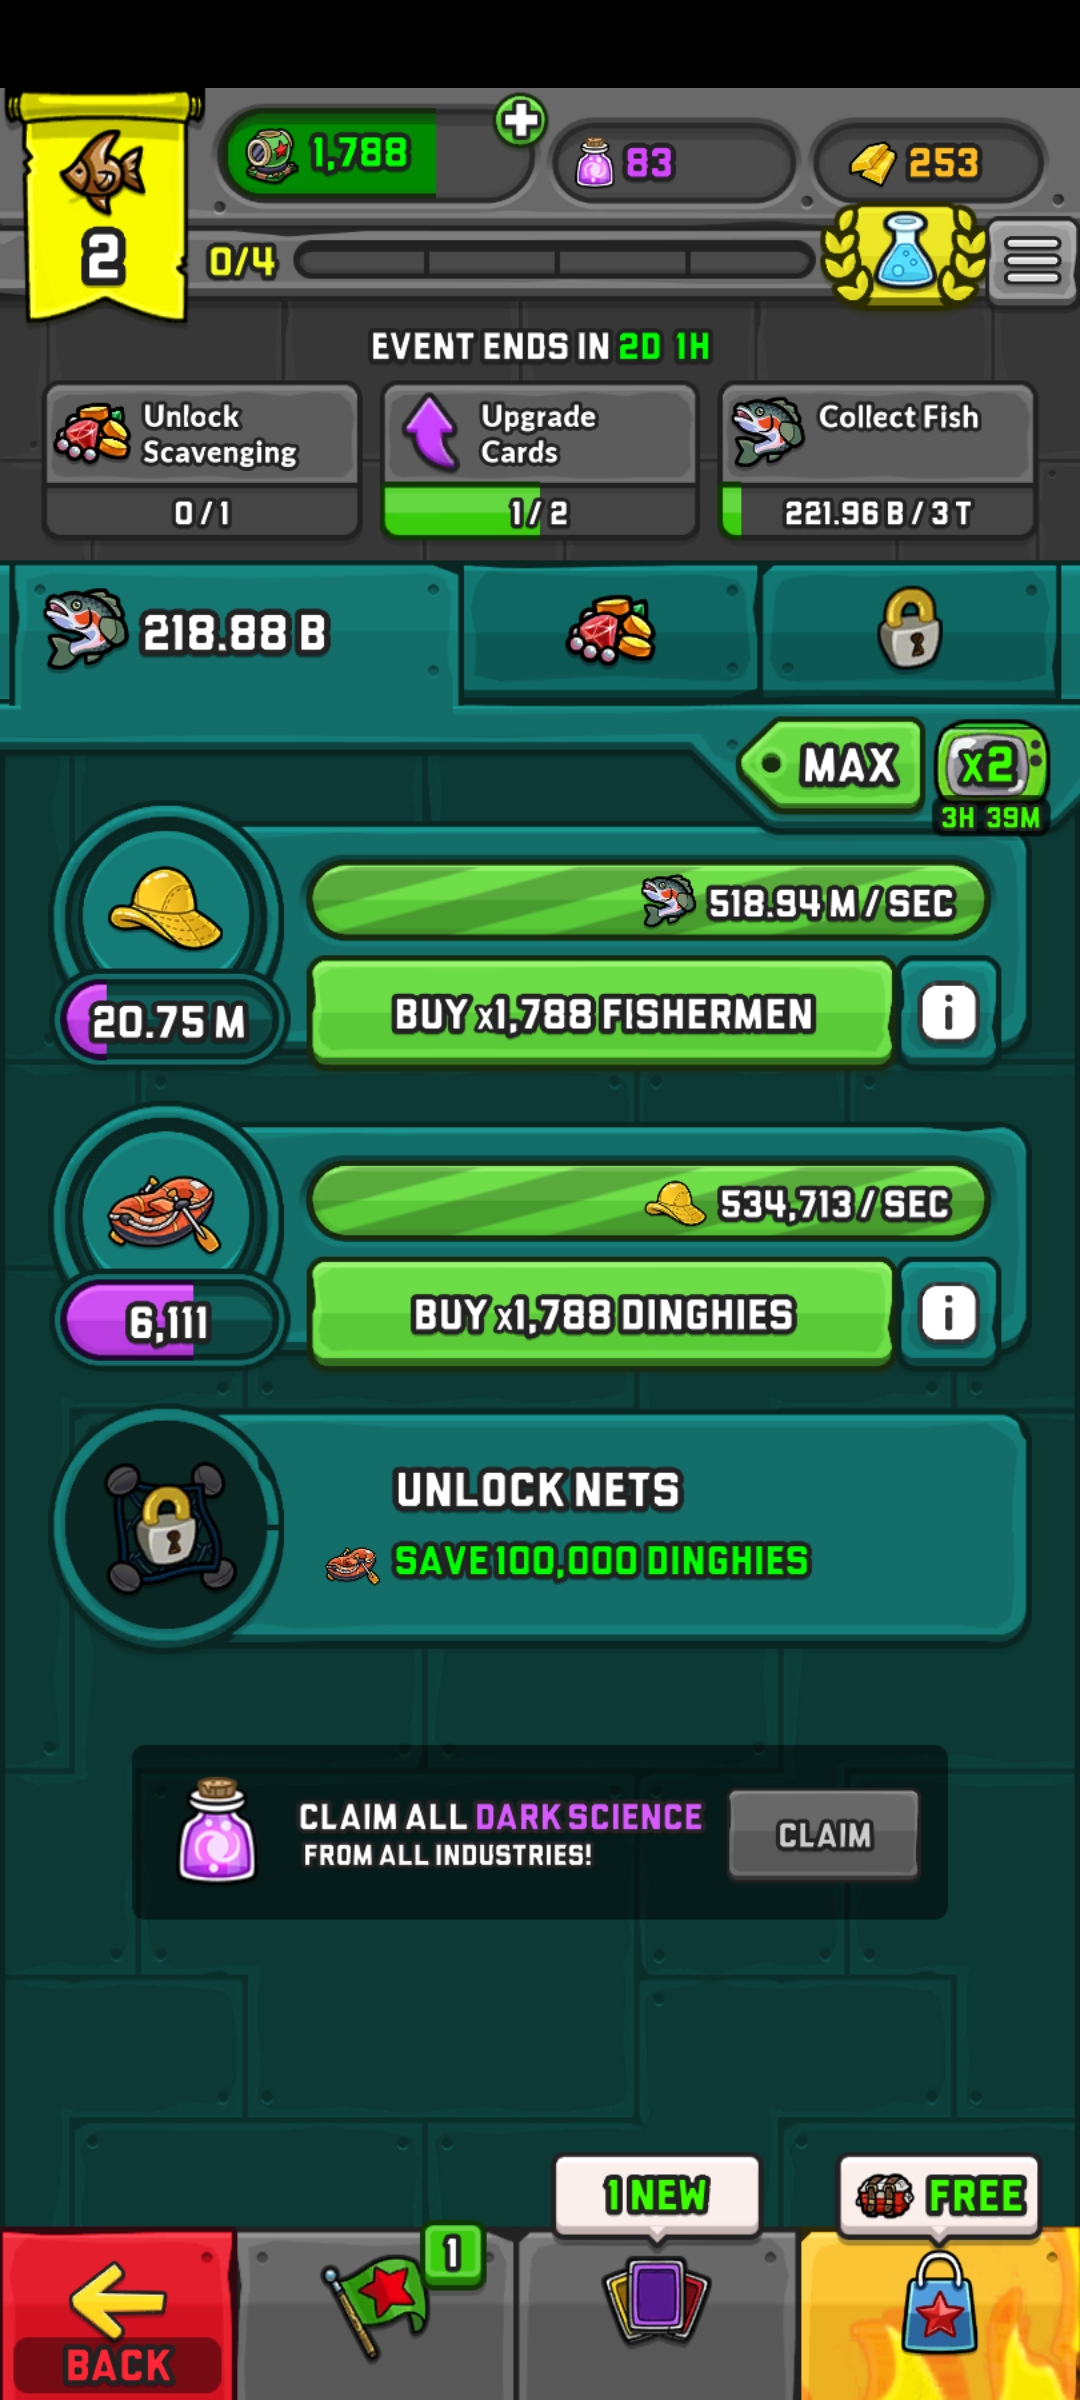 1,788
83
253
2
0/4
EVENT ENDS IN 2D 1H
Unlock
Scavenging
0 / 1
Upgrade
Cards
1 / 2
Collect Fish
221.96 B / 3 T
218.88 B
MAX
x2
3H 39M
518.94 M / SEC
20.75 M
BUY x1,788 FISHERMEN
i
534,713 / SEC
6,111
BUY x1,788 DINGHIES
i
UNLOCK NETS
SAVE 100,000 DINGHIES
CLAIM ALL DARK SCIENCE
FROM ALL INDUSTRIES!
CLAIM
1 NEW
FREE
1
BACK